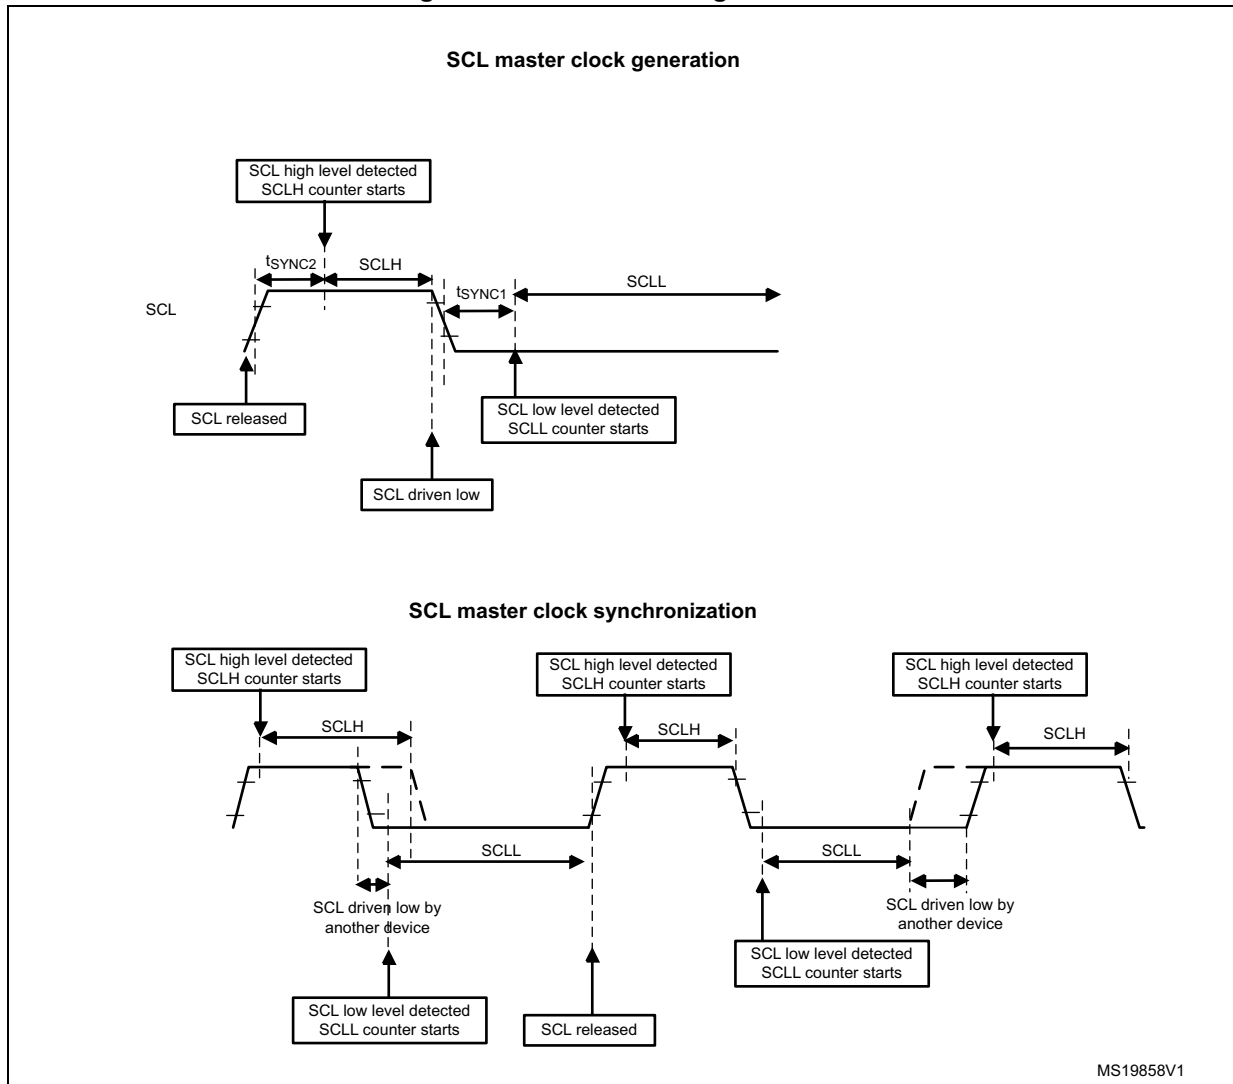 SCL master clock generation
SCL high level detected
SCLH counter starts
tSYNC2
SCLH
tSYNC1
SCLL
SCL
SCL released
SCL low level detected
SCLL counter starts
SCL driven low
SCL master clock synchronization
SCL high level detected
SCLH counter starts
SCL high level detected
SCLH counter starts
SCL high level detected
SCLH counter starts
SCLH
SCLH
SCLH
SCLL
SCLL
SCL driven low by
another device
SCL driven low by
another device
SCL low level detected
SCLL counter starts
SCL low level detected
SCLL counter starts
SCL released
MS19858V1